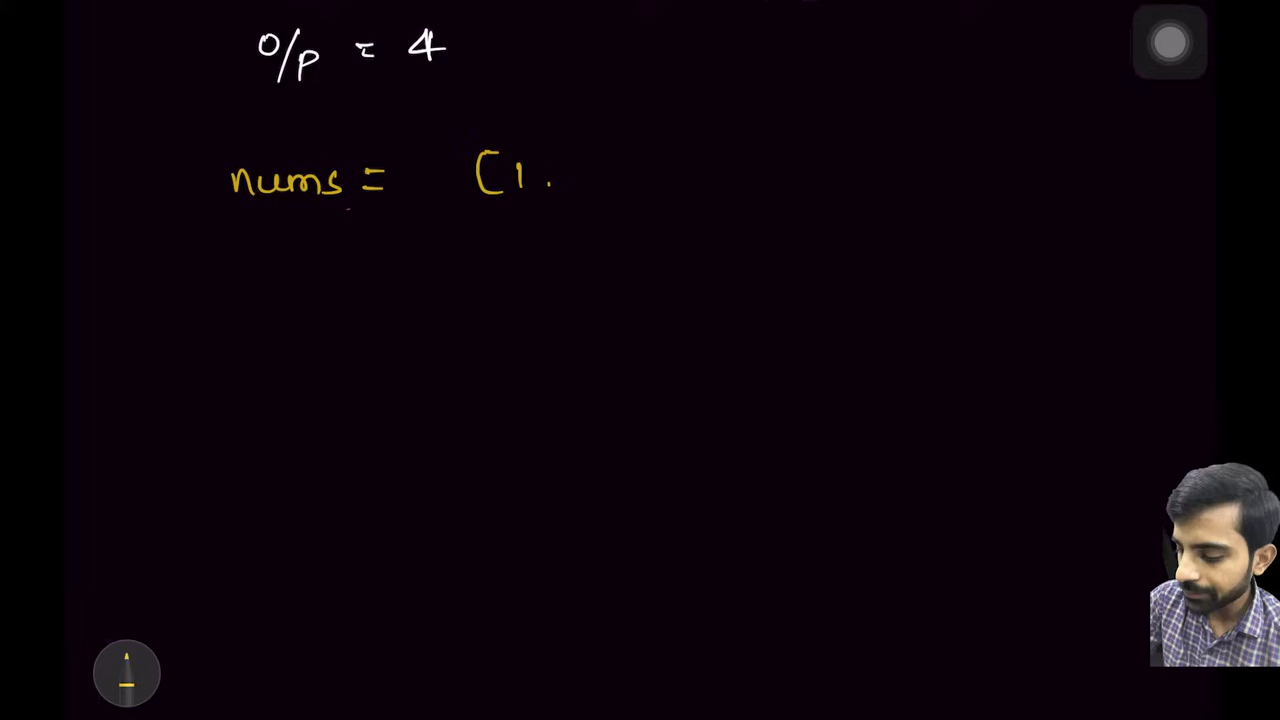 O/P = 4
nums = [1,